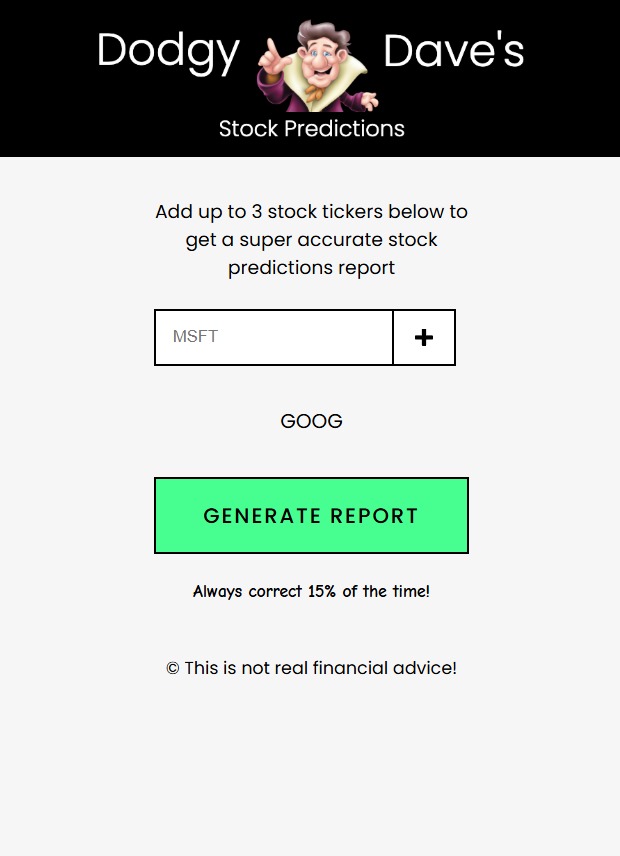 Dodgy Dave's
Stock Predictions
Add up to 3 stock tickers below to
get a super accurate stock
predictions report
MSFT
GOOG
GENERATE REPORT
Always correct 15% of the time!
© This is not real financial advice!